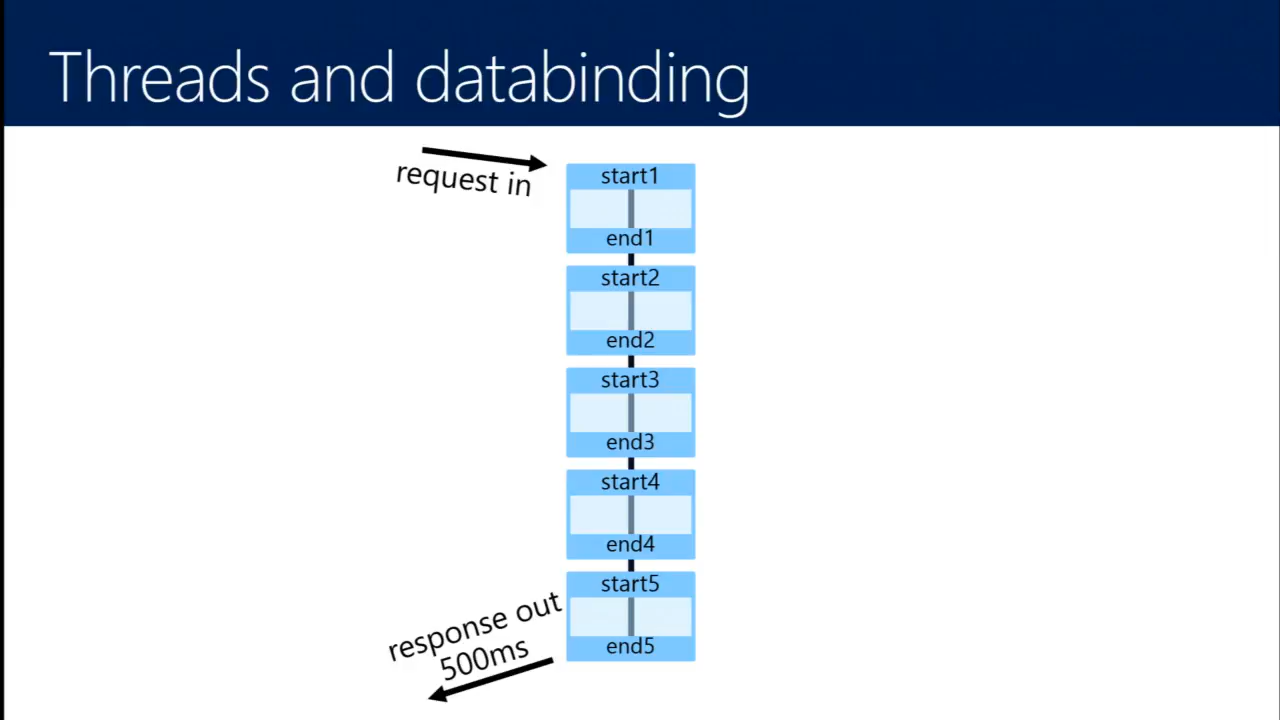 Threads and databinding
request in
start1
end1
start2
end2
start3
end3
start4
end4
start5
end5
response out
500ms